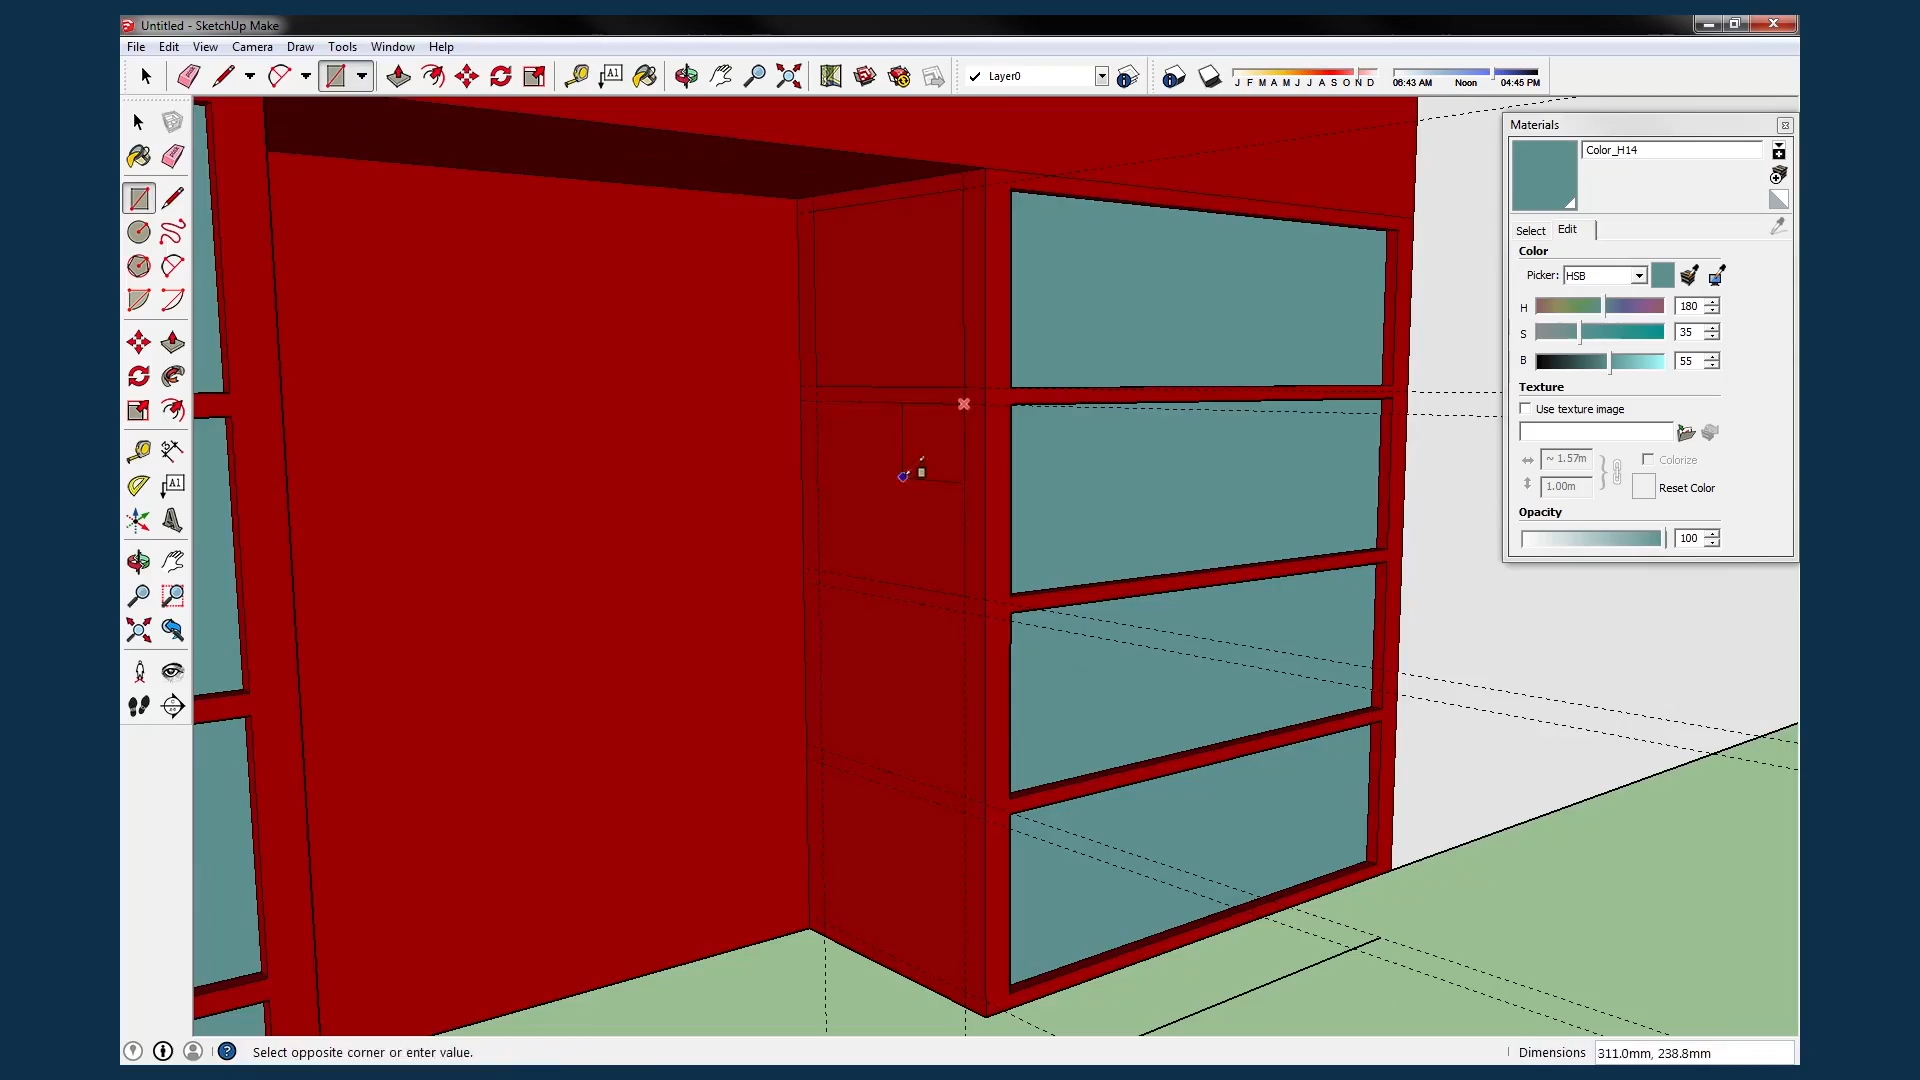 Untitled - SketchUp Make
File Edit View Camera Draw Tools Window Help
A1
Layer0
J F M A M J J A S O N D
06:43 AM Noon 04:45 PM
Materials
Color_H14
Select Edit
Color
Picker: HSB
H 180
S 35
B 55
Texture
Use texture image
~ 1.57m
Colorize
1.00m
Reset Color
Opacity
100
A1
Select opposite corner or enter value.
Dimensions 311.0mm, 238.8mm